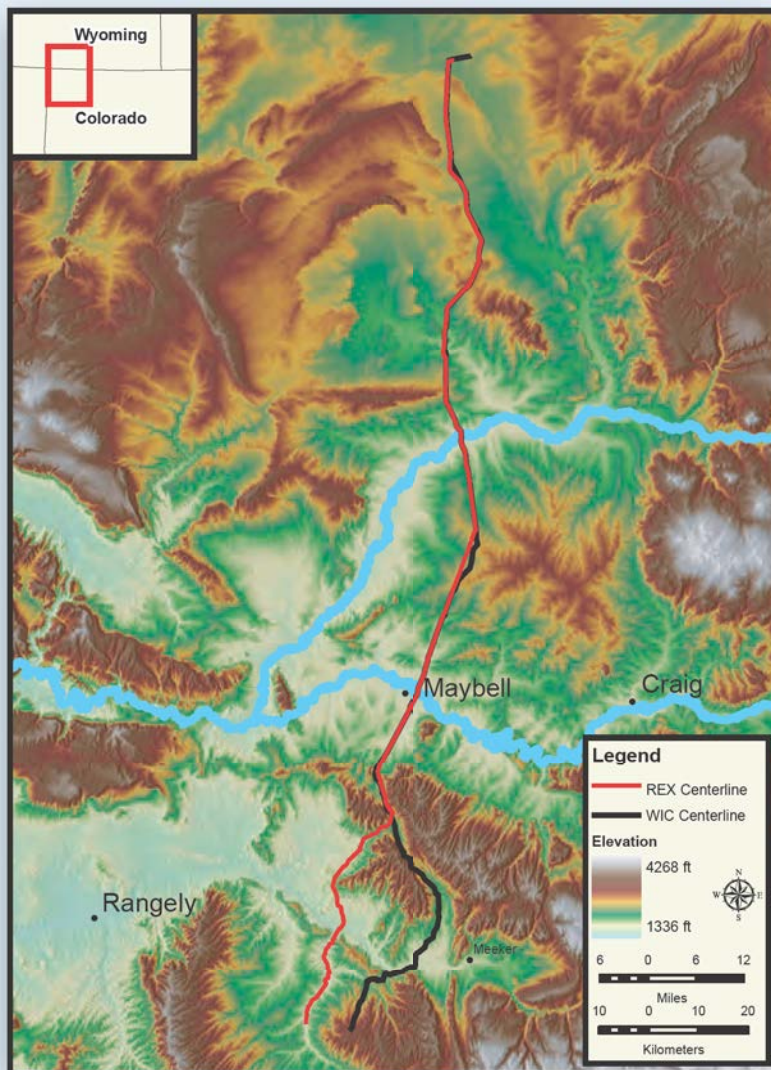 Wyoming
Colorado
Maybell
Craig
Rangely
Meeker
Legend
REX Centerline
WIC Centerline
Elevation
4268 ft
1336 ft
N
W E
S
6 0 6 12
Miles
10 0 10 20
Kilometers